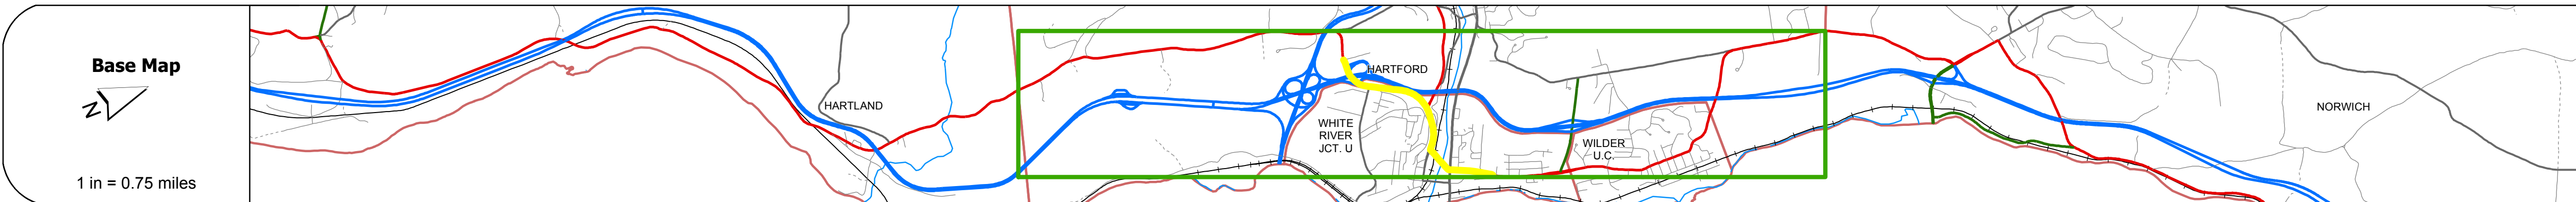 Base Map
N
1 in = 0.75 miles
HARTLAND
HARTFORD
WHITE
RIVER
JCT. U
WILDER
U.C.
NORWICH